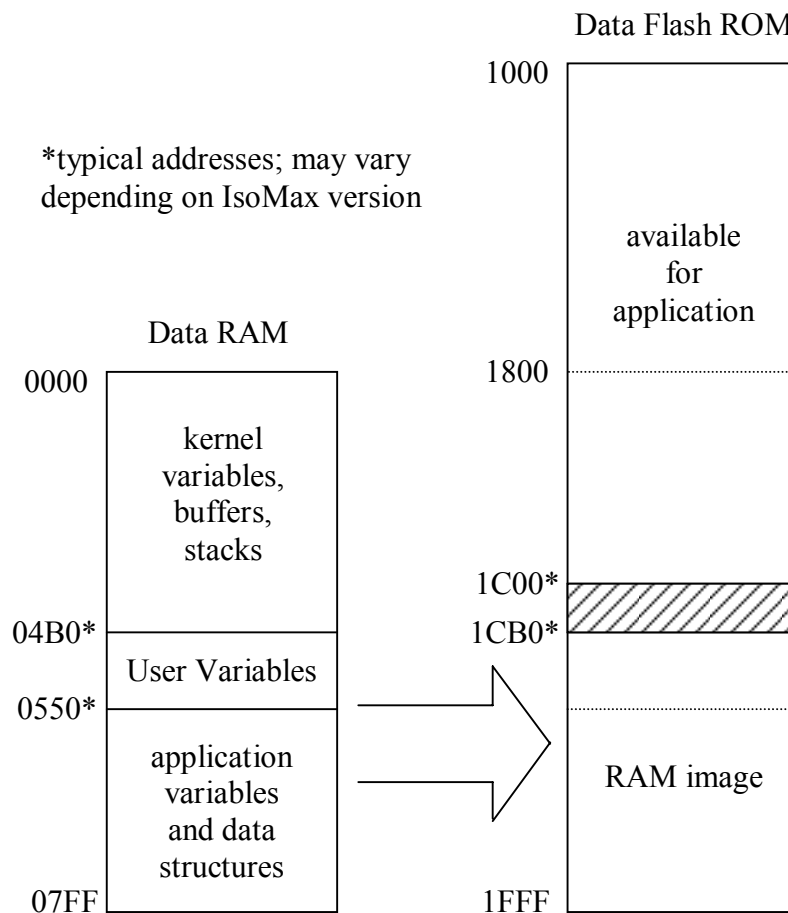 Data Flash ROM
1000
*typical addresses; may vary
depending on IsoMax version
available
for
application
Data RAM
1800
0000
kernel
variables,
buffers,
stacks
1C00*
04B0*
1CB0*
User Variables
0550*
application
variables
and data
structures
RAM image
07FF
1FFF